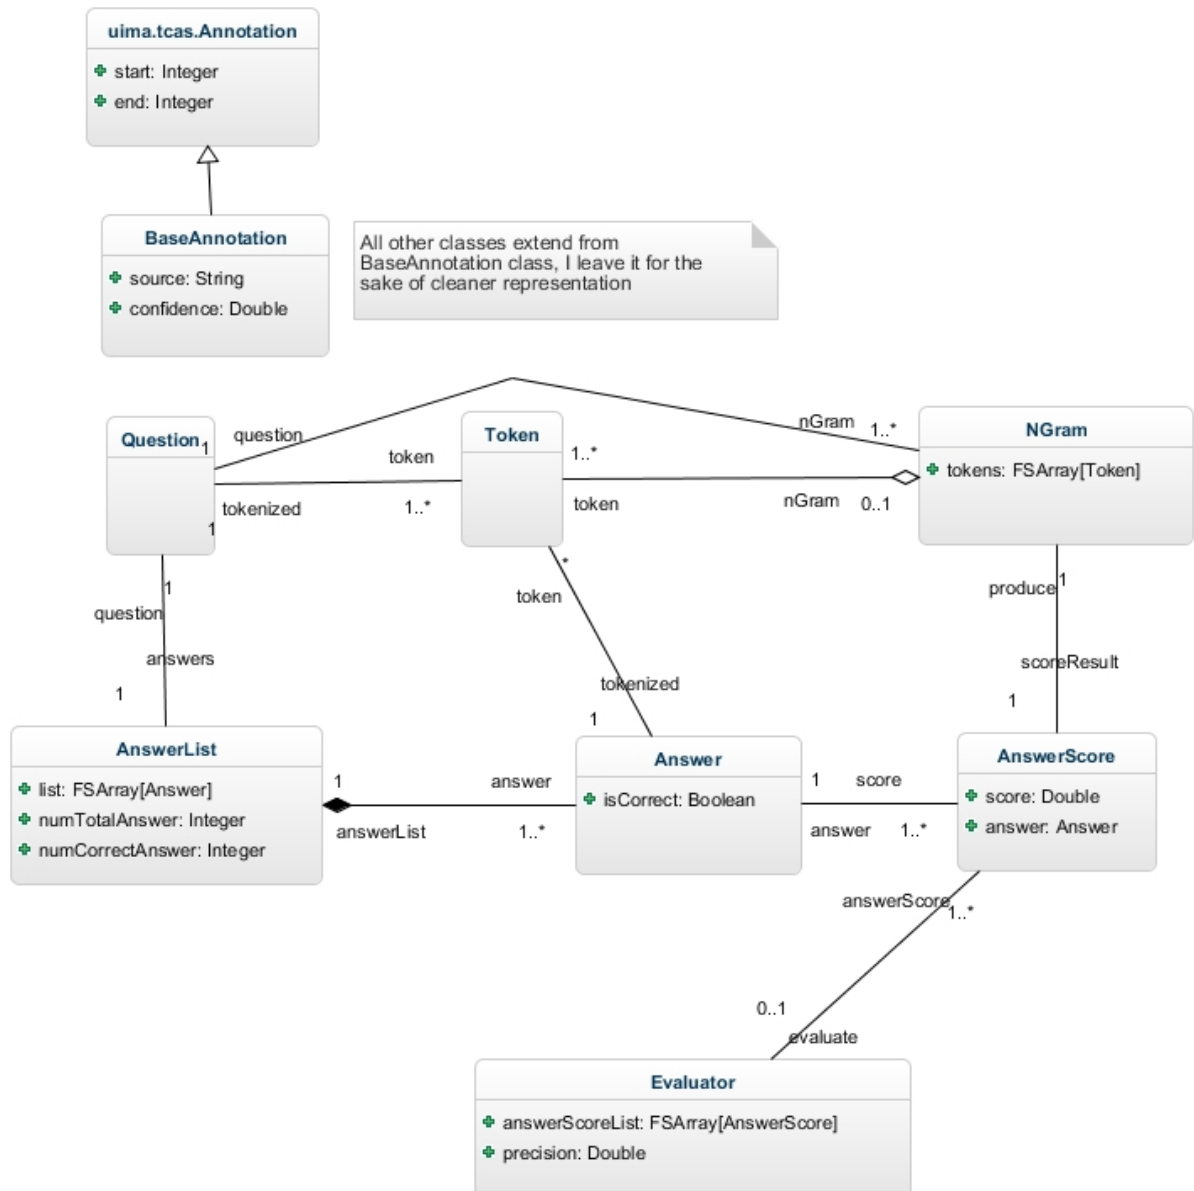 uima.tcas.Annotation
start: Integer
end: Integer
BaseAnnotation
source: String
confidence: Double
All other classes extend from
BaseAnnotation class, I leave it for the
sake of cleaner representation
Question
1
question
nGram
1..*
token
tokenized
1..*
1
Token
1..*
token
nGram
0..1
NGram
tokens: FSArray[Token]
1
question
answers
1
*
token
tokenized
1
produce
1
scoreResult
1
AnswerList
list: FSArray[Answer]
numTotalAnswer: Integer
numCorrectAnswer: Integer
1
answerList
answer
1..*
Answer
isCorrect: Boolean
1
answer
score
1..*
AnswerScore
score: Double
answer: Answer
answerScore
1..*
0..1
evaluate
Evaluator
answerScoreList: FSArray[AnswerScore]
precision: Double